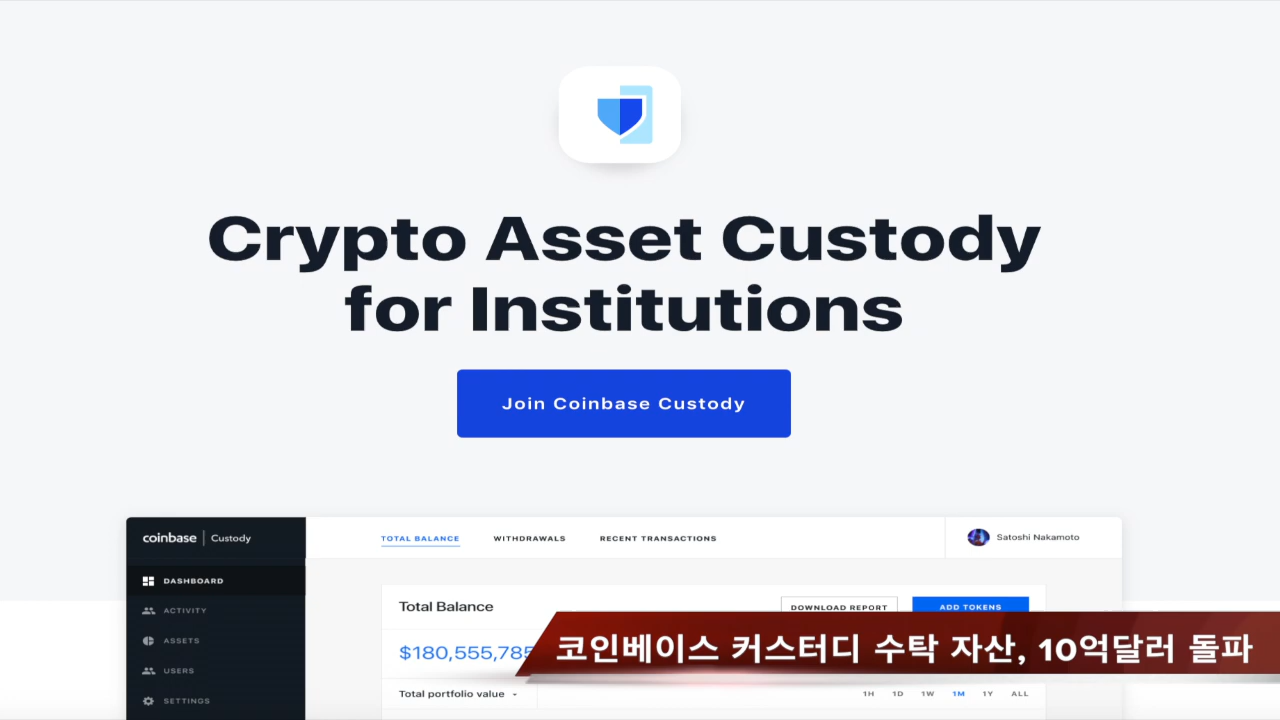 Crypto Asset Custody
for Institutions
Join Coinbase Custody
coinbase Custody
TOTAL BALANCE WITHDRAWALS RECENT TRANSACTIONS
Satoshi Nakamoto
DASHBOARD
ACTIVITY
ASSETS
USERS
SETTINGS
Total Balance
DOWNLOAD REPORT ADD TOKENS
$180,555,785
코인베이스 커스터디 수탁 자산, 10억달러 돌파
Total portfolio value
1H 1D 1W 1M 1Y ALL